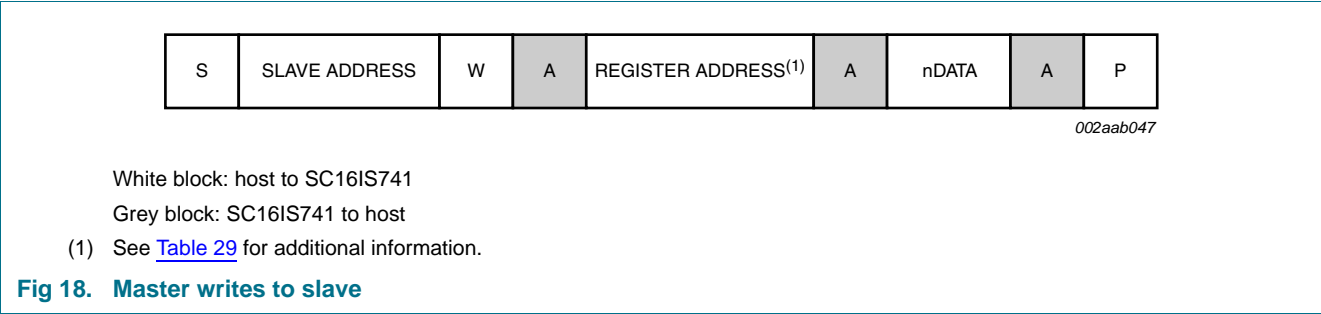 S SLAVE ADDRESS W A REGISTER ADDRESS(1) A nDATA A P
002aab047
White block: host to SC16IS741
Grey block: SC16IS741 to host
(1) See Table 29 for additional information.
Fig 18. Master writes to slave